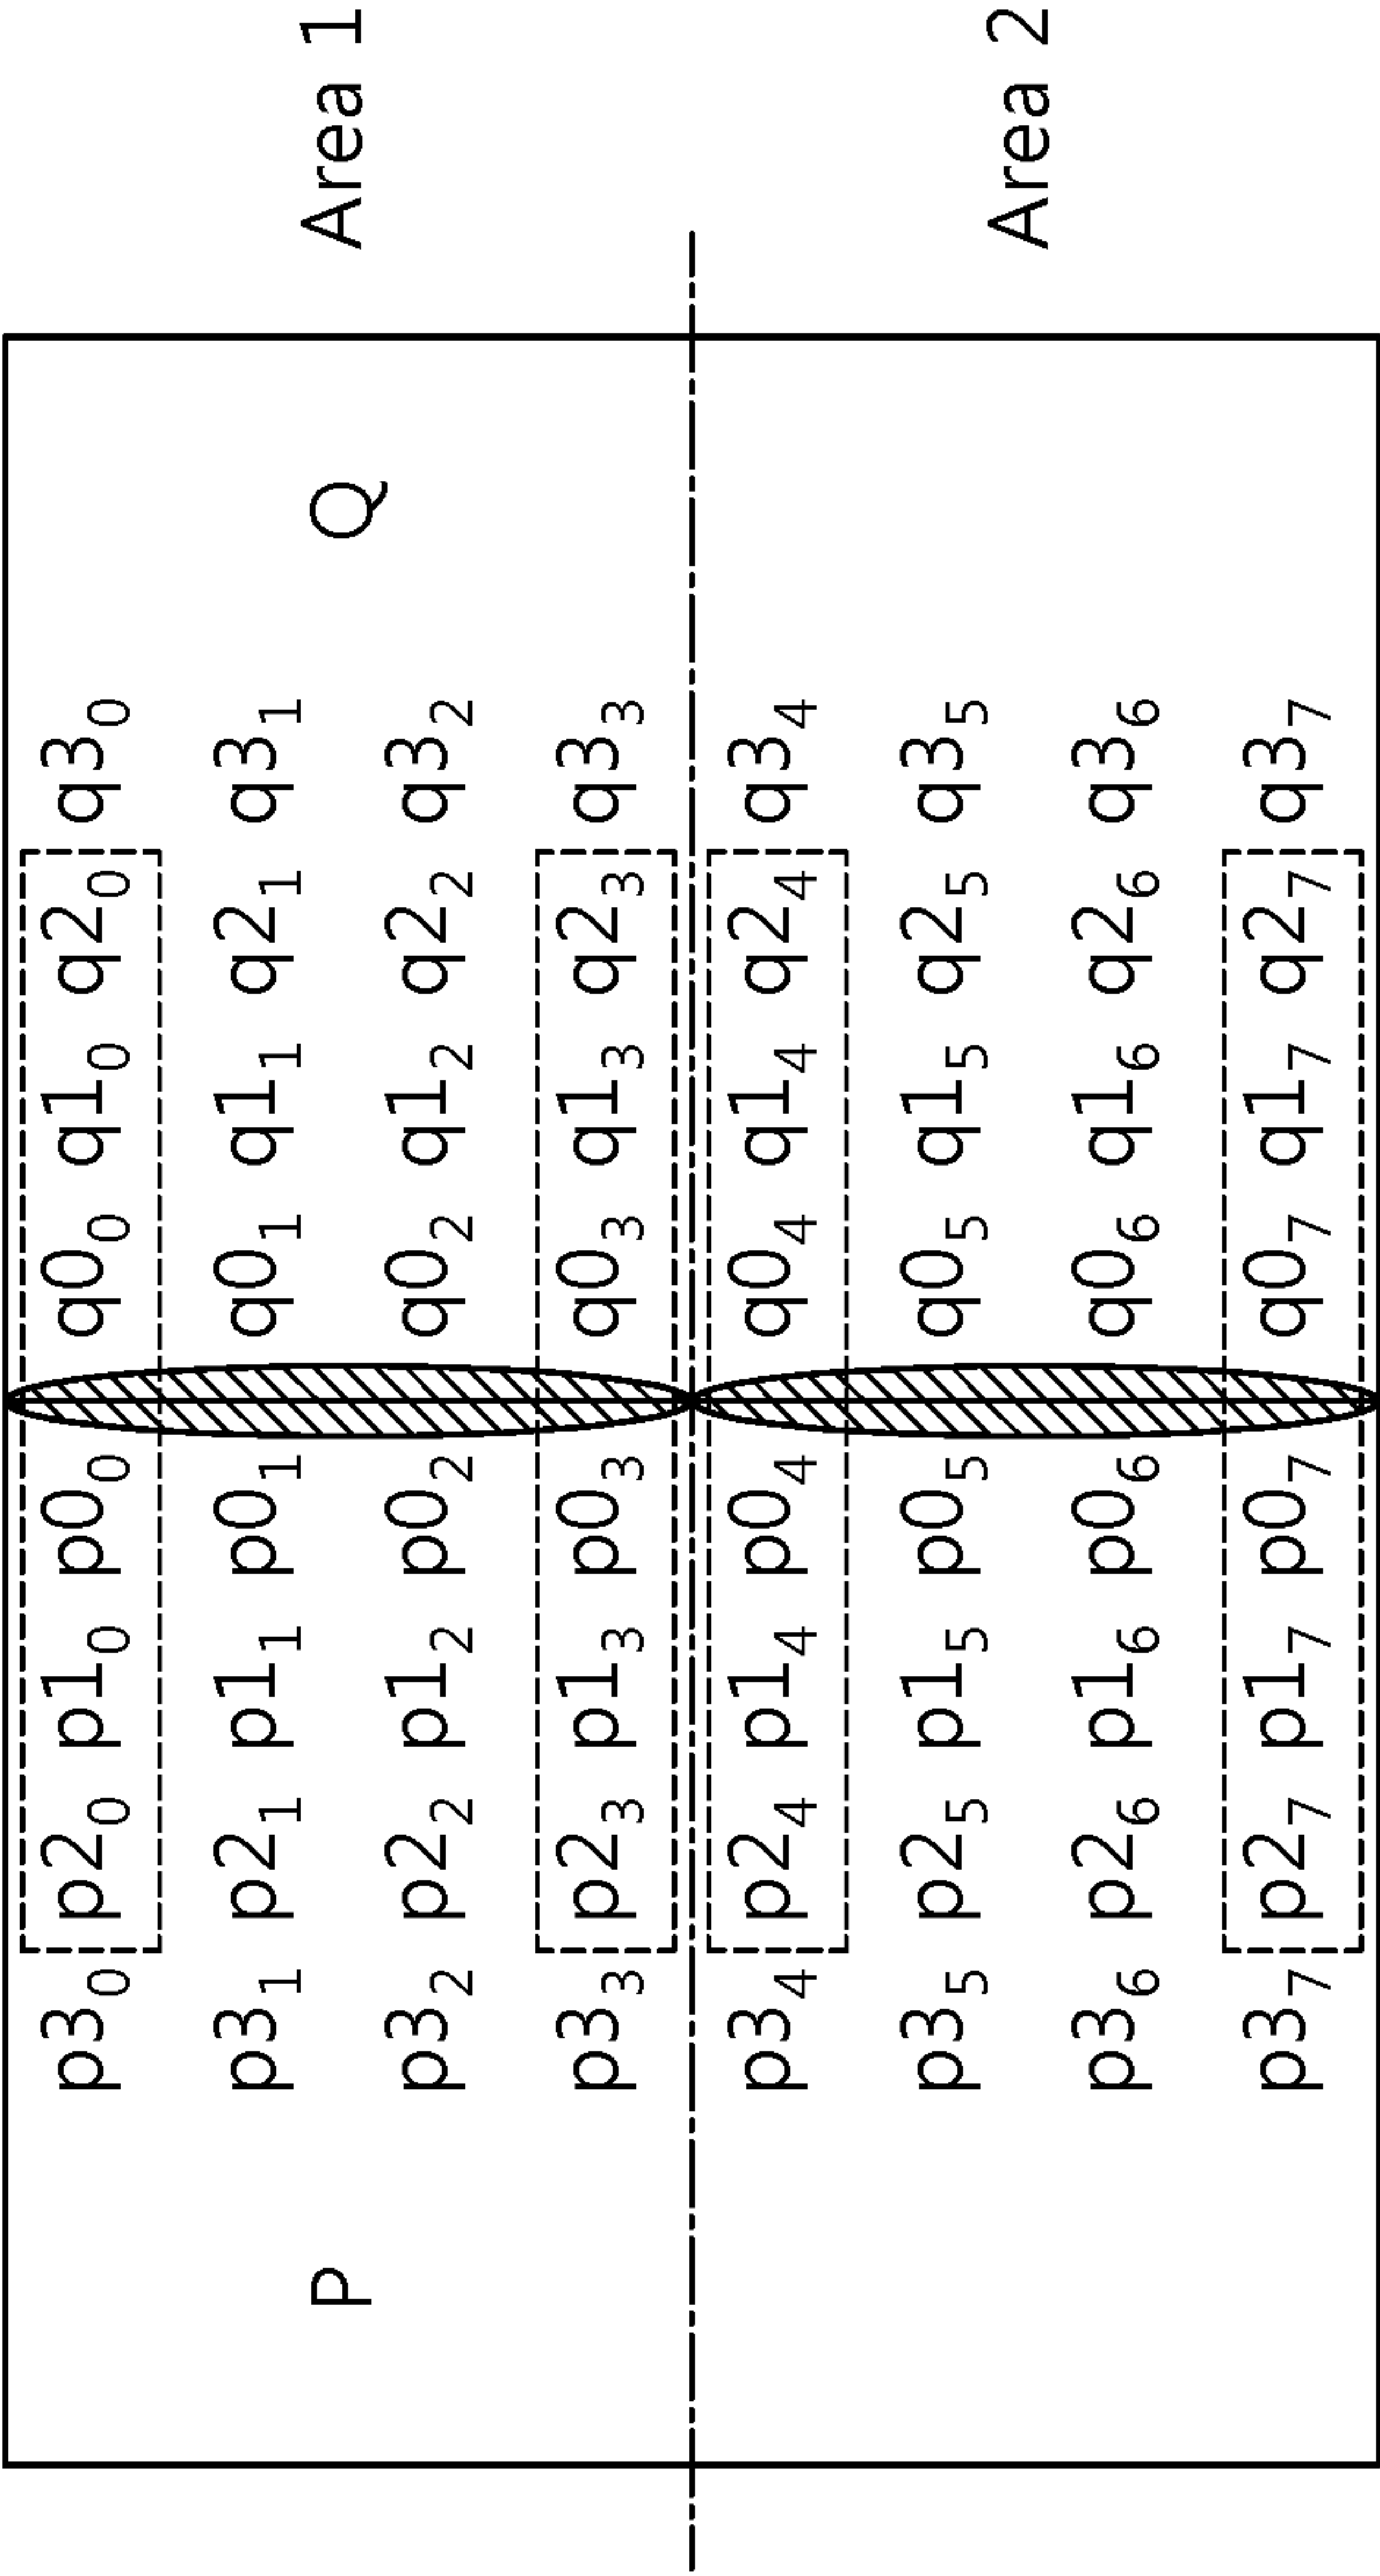 p3₀ p2₀ p1₀ p0₀ q0₀ q1₀ q2₀ q3₀
p3₁ p2₁ p1₁ p0₁ q0₁ q1₁ q2₁ q3₁
P Q Area 1
p3₂ p2₂ p1₂ p0₂ q0₂ q1₂ q2₂ q3₂
p3₃ p2₃ p1₃ p0₃ q0₃ q1₃ q2₃ q3₃
p3₄ p2₄ p1₄ p0₄ q0₄ q1₄ q2₄ q3₄
p3₅ p2₅ p1₅ p0₅ q0₅ q1₅ q2₅ q3₅
Area 2
p3₆ p2₆ p1₆ p0₆ q0₆ q1₆ q2₆ q3₆
p3₇ p2₇ p1₇ p0₇ q0₇ q1₇ q2₇ q3₇